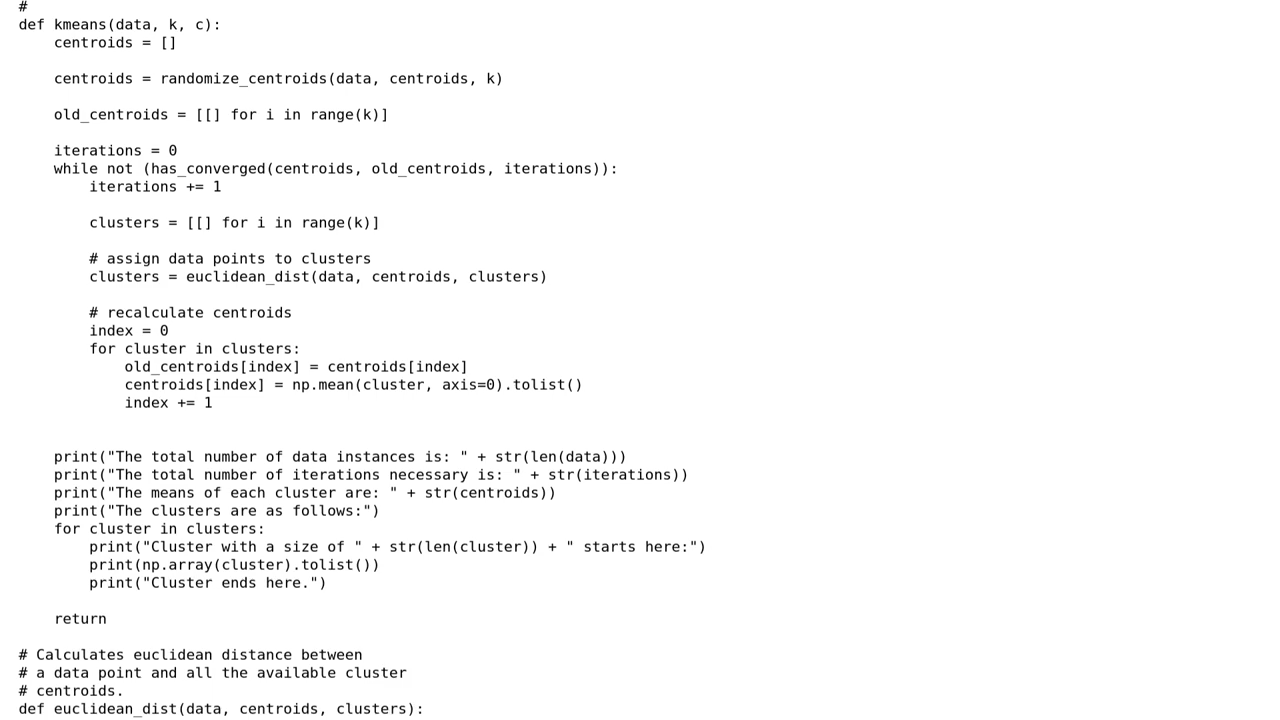 #
def kmeans(data, k, c):
    centroids = []

    centroids = randomize_centroids(data, centroids, k)

    old_centroids = [[] for i in range(k)]

    iterations = 0
    while not (has_converged(centroids, old_centroids, iterations)):
        iterations += 1

        clusters = [[] for i in range(k)]

        # assign data points to clusters
        clusters = euclidean_dist(data, centroids, clusters)

        # recalculate centroids
        index = 0
        for cluster in clusters:
            old_centroids[index] = centroids[index]
            centroids[index] = np.mean(cluster, axis=0).tolist()
            index += 1


    print("The total number of data instances is: " + str(len(data)))
    print("The total number of iterations necessary is: " + str(iterations))
    print("The means of each cluster are: " + str(centroids))
    print("The clusters are as follows:")
    for cluster in clusters:
        print("Cluster with a size of " + str(len(cluster)) + " starts here:")
        print(np.array(cluster).tolist())
        print("Cluster ends here.")

    return

# Calculates euclidean distance between
# a data point and all the available cluster
# centroids.
def euclidean_dist(data, centroids, clusters):